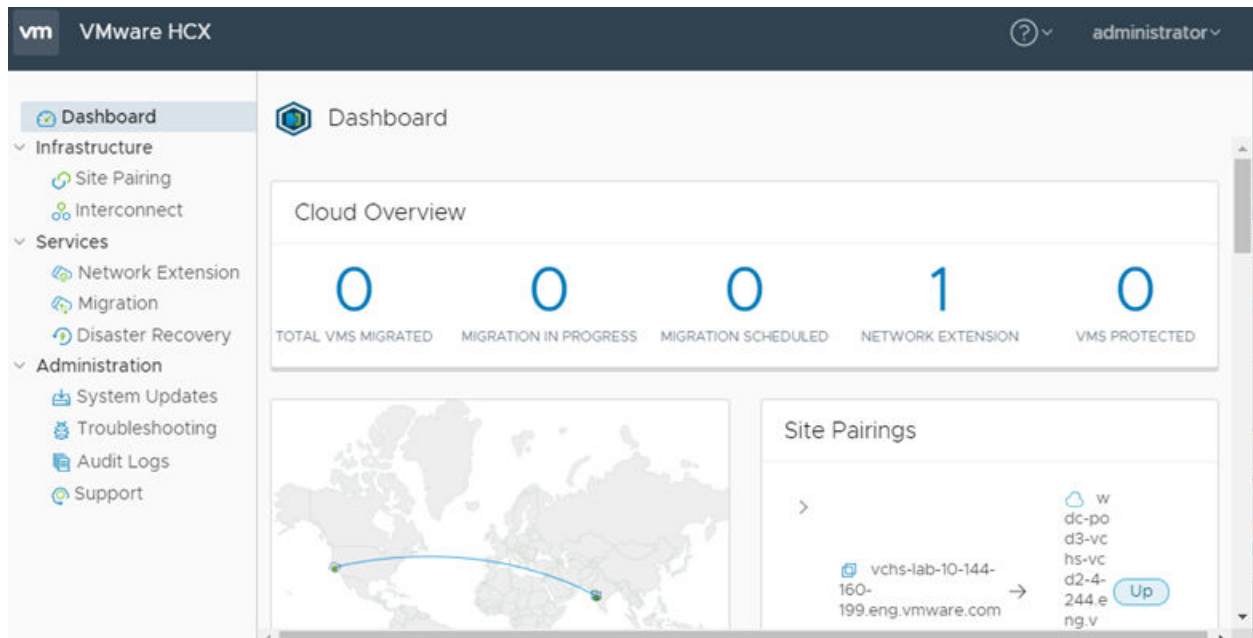 vm VMware HCX
? administrator
Dashboard
Infrastructure
Site Pairing
Interconnect
Services
Network Extension
Migration
Disaster Recovery
Administration
System Updates
Troubleshooting
Audit Logs
Support
Dashboard
Cloud Overview
0 0 0 1 0
TOTAL VMS MIGRATED MIGRATION IN PROGRESS MIGRATION SCHEDULED NETWORK EXTENSION VMS PROTECTED
Site Pairings
vchs-lab-10-144-
160-
199.eng.vmware.com
w
dc-po
d3-vc
hs-vc
d2-4-
244.e
ng.v
Up